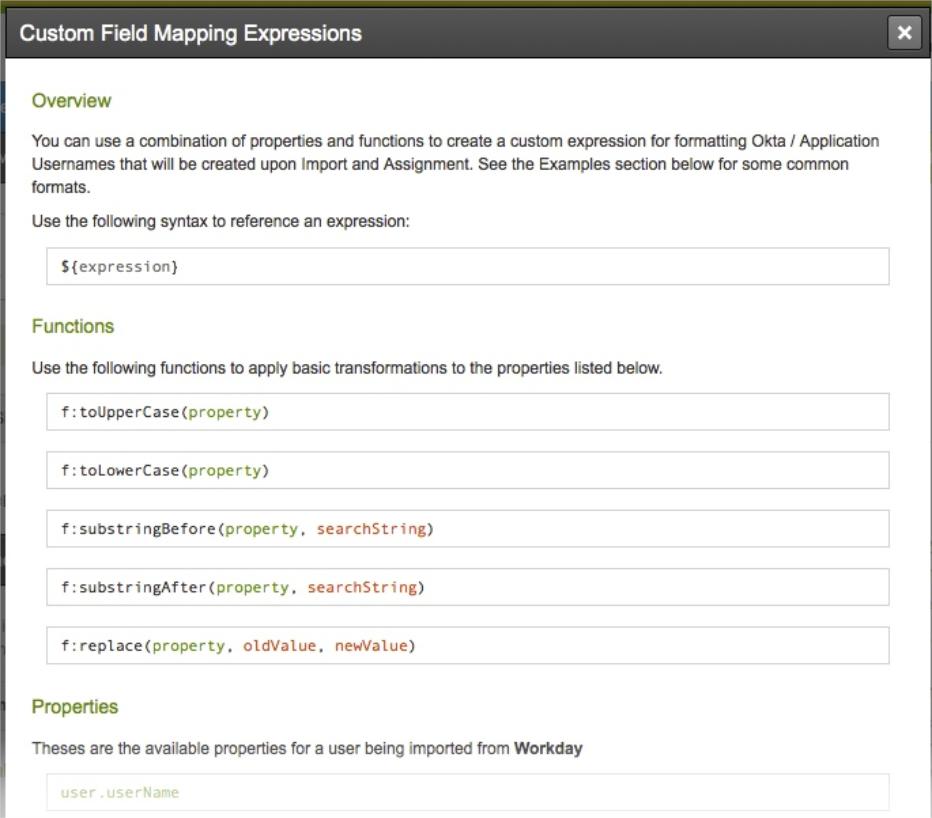 Custom Field Mapping Expressions
Overview
You can use a combination of properties and functions to create a custom expression for formatting Okta / Application
Usernames that will be created upon Import and Assignment. See the Examples section below for some common
formats.
Use the following syntax to reference an expression:
${expression}
Functions
Use the following functions to apply basic transformations to the properties listed below.
f:toUpperCase(property)
f:toLowerCase(property)
f:substringBefore(property, searchString)
f:substringAfter(property, searchString)
f:replace(property, oldValue, newValue)
Properties
Theses are the available properties for a user being imported from Workday
user.userName